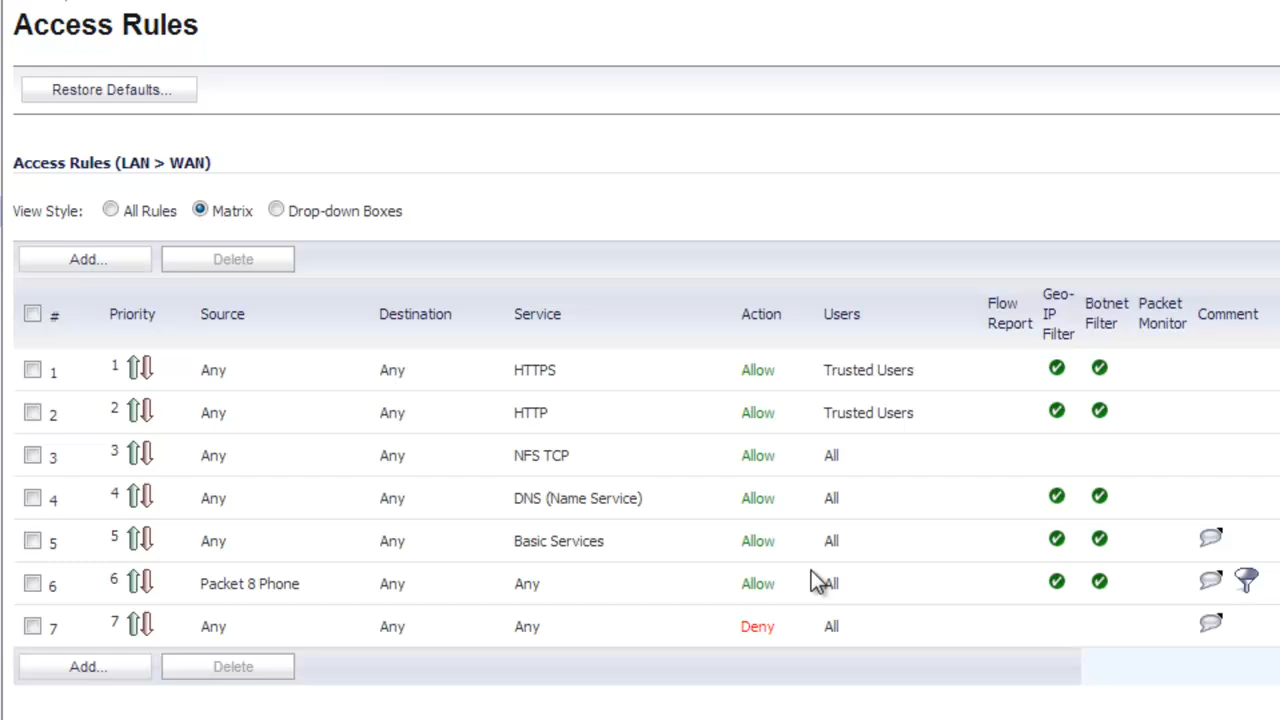 Access Rules
Restore Defaults...
Access Rules (LAN > WAN)
View Style: All Rules Matrix Drop-down Boxes
Add... Delete
# Priority Source Destination Service Action Users Flow Report Geo-IP Filter Botnet Filter Packet Monitor Comment
1 1 Any Any HTTPS Allow Trusted Users
2 2 Any Any HTTP Allow Trusted Users
3 3 Any Any NFS TCP Allow All
4 4 Any Any DNS (Name Service) Allow All
5 5 Any Any Basic Services Allow All
6 6 Packet 8 Phone Any Any Allow All
7 7 Any Any Any Deny All
Add... Delete